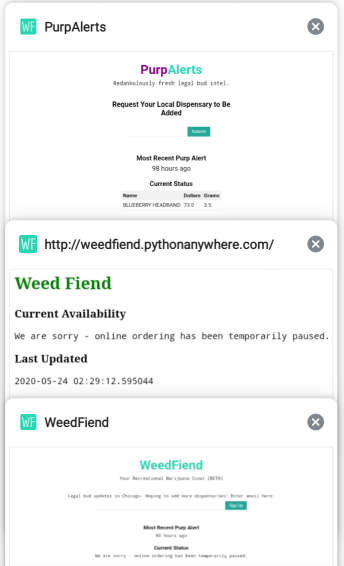 WF PurpAlerts
PurpAlerts
Redankulously fresh legal bud intel.
Request Your Local Dispensary to Be
Added
Submit
Most Recent Purp Alert
98 hours ago
Current Status
Name Dollars Grams
BLUEBERRY HEADBAND 73.0 3.5
WF http://weedfiend.pythonanywhere.com/
Weed Fiend
Current Availability
We are sorry - online ordering has been temporarily paused.
Last Updated
2020-05-24 02:29:12.595044
WF WeedFiend
WeedFiend
Your Recreational Marijuana Scout (BETA)
Legal bud updates in Chicago. Hoping to add more dispensaries! Enter email here:
Sign Up
Most Recent Purp Alert
80 hours ago
Current Status
We are sorry - online ordering has been temporarily paused.